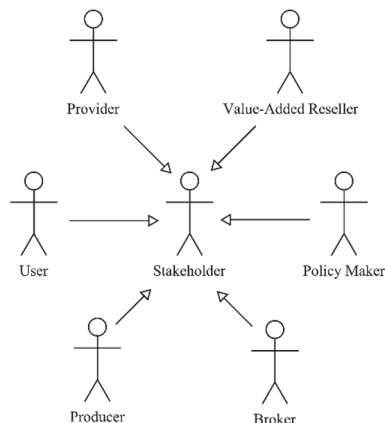 Provider
Value-Added Reseller
User
Stakeholder
Policy Maker
Producer
Broker